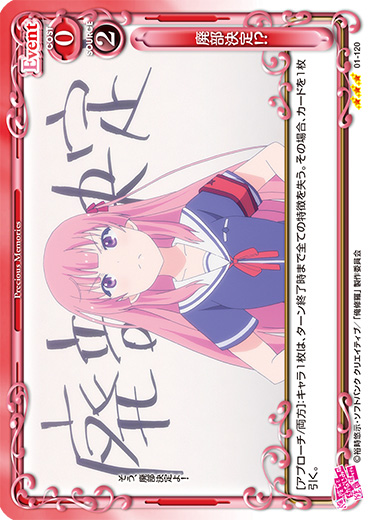 Event
COST
0
SOURCE
2
廃部決定!?
Precious Memories
廃部決定
そう、廃部決定よ！
[アプローチ/両方]:キャラ1枚は、ターン終了時まで全ての特徴を失う。その場合、カードを1枚
引く。
©裕時悠示・ソフトバンク クリエイティブ/「俺修羅」製作委員会
01-120